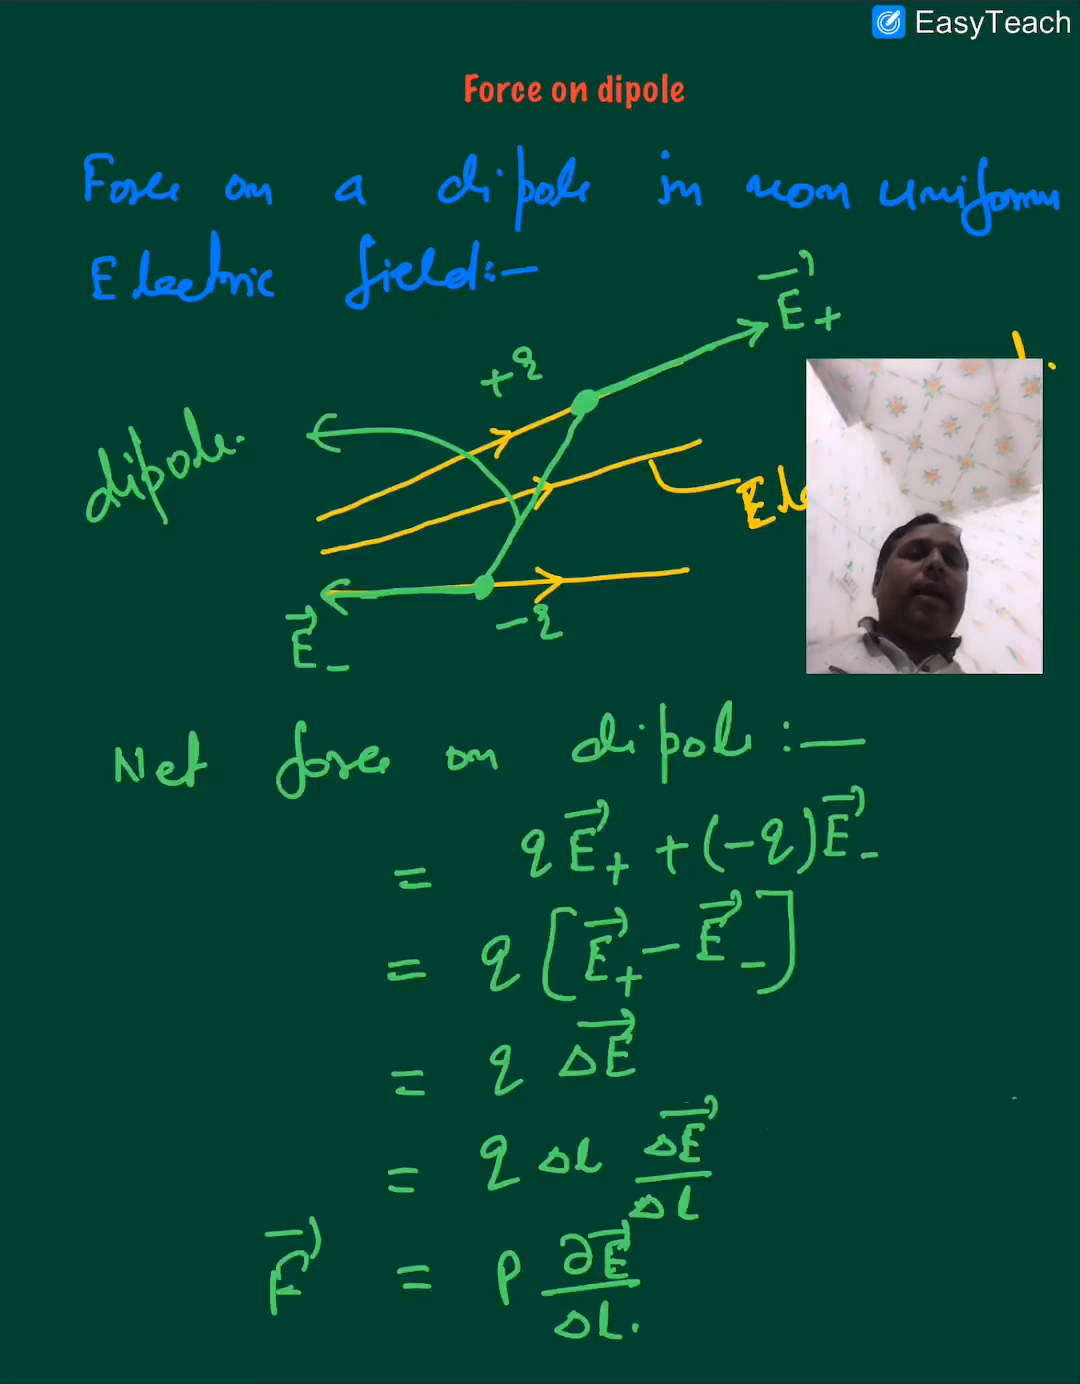 EasyTeach
Force on dipole
Force on a dipole in non uniform
Electric field:-
E⃗₊
+q
dipole.
Ele
-q
E⃗₋
Net force on dipole :-
= qE⃗₊ + (-q)E⃗₋
= q [E⃗₊ - E⃗₋]
= q ΔE⃗
= q Δl ΔE⃗/Δl
F⃗ = p ∂E⃗/Δl.